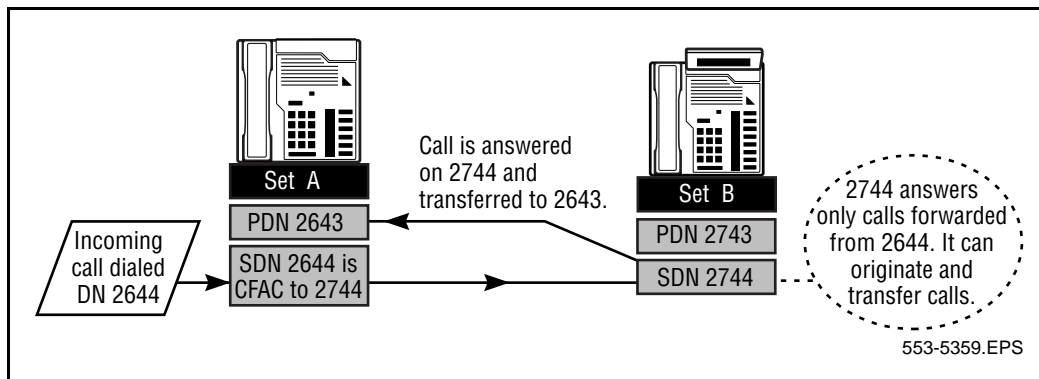 Set A
Call is answered
on 2744 and
transferred to 2643.
Set B
Incoming
call dialed
DN 2644
PDN 2643
SDN 2644 is
CFAC to 2744
PDN 2743
SDN 2744
2744 answers
only calls forwarded
from 2644. It can
originate and
transfer calls.
553-5359.EPS